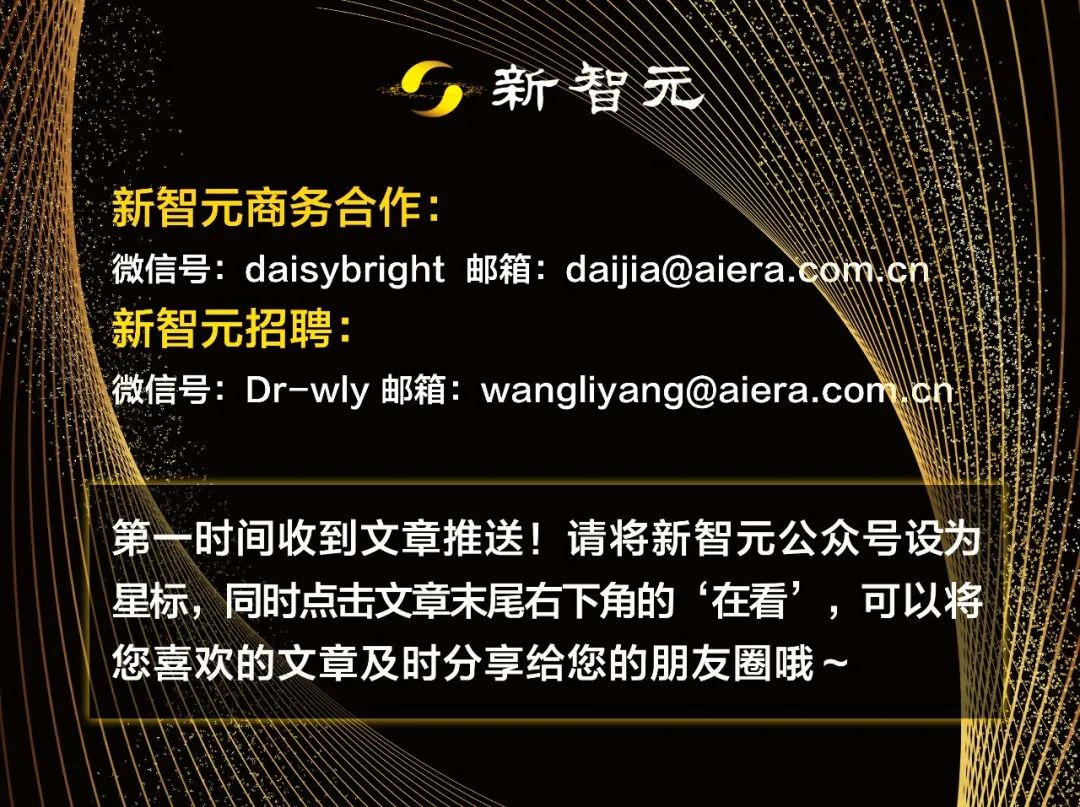 新智元
新智元商务合作：
微信号：daisybright 邮箱：daijia@aiera.com.cn
新智元招聘：
微信号：Dr-wly 邮箱：wangliyang@aiera.com.cn
第一时间收到文章推送！请将新智元公众号设为
星标，同时点击文章末尾右下角的‘在看’，可以将
您喜欢的文章及时分享给您的朋友圈哦～